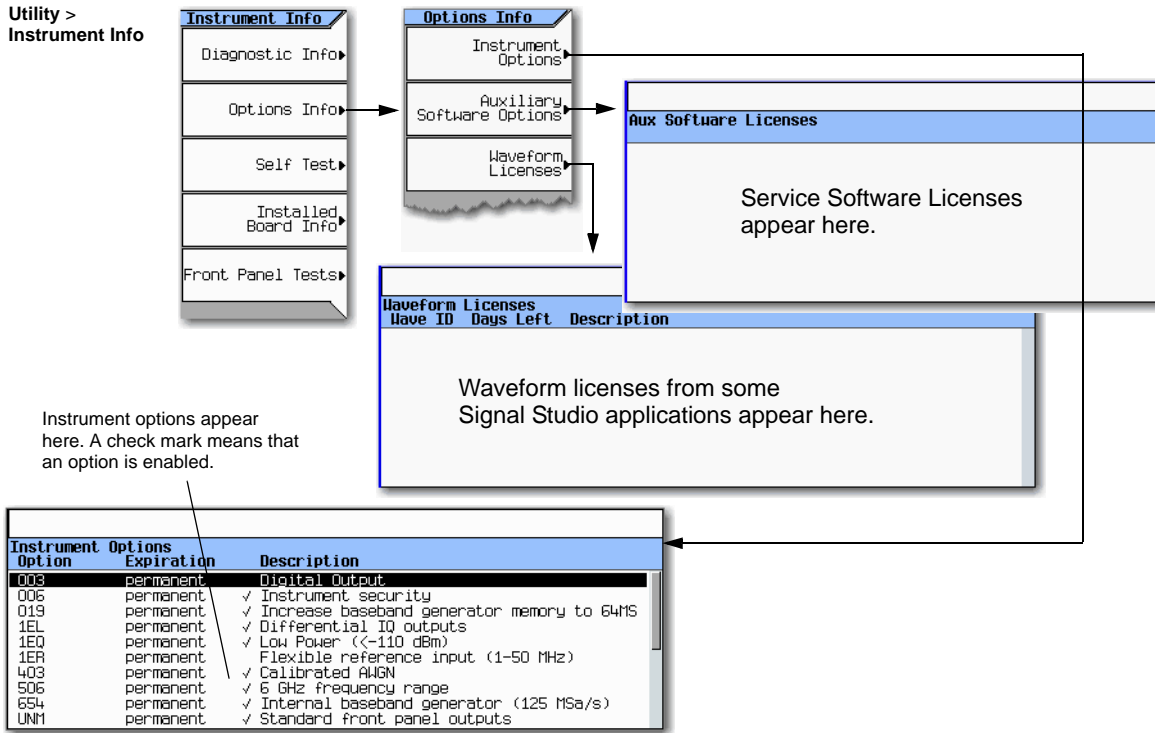 Utility >
Instrument Info
Instrument Info
Diagnostic Info
Options Info
Self Test
Installed
Board Info
Front Panel Tests
Options Info
Instrument
Options
Auxiliary
Software Options
Waveform
Licenses
Aux Software Licenses
Service Software Licenses
appear here.
Waveform Licenses
Wave ID Days Left Description
Waveform licenses from some
Signal Studio applications appear here.
Instrument options appear
here. A check mark means that
an option is enabled.
Instrument Options
Option Expiration Description
003 permanent Digital Output
006 permanent ✓ Instrument security
019 permanent ✓ Increase baseband generator memory to 64MS
1EL permanent ✓ Differential IQ outputs
1EQ permanent ✓ Low Power (<-110 dBm)
1ER permanent Flexible reference input (1-50 MHz)
403 permanent ✓ Calibrated AWGN
506 permanent ✓ 6 GHz frequency range
654 permanent ✓ Internal baseband generator (125 MSa/s)
UNM permanent ✓ Standard front panel outputs